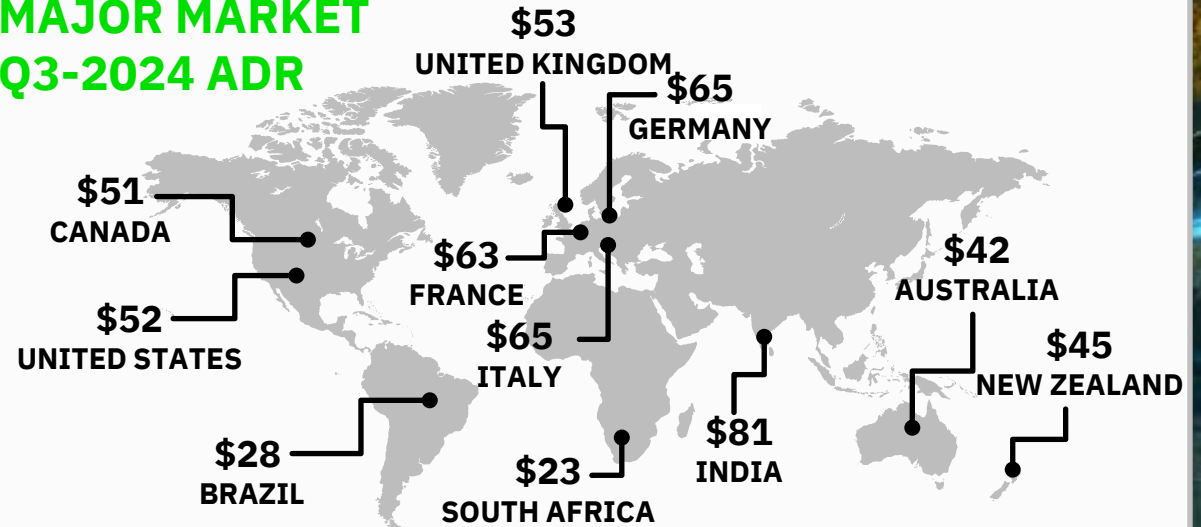 MAJOR MARKET
Q3-2024 ADR
$53
UNITED KINGDOM
$65
GERMANY
$51
CANADA
$63
FRANCE
$42
AUSTRALIA
$52
UNITED STATES
$65
ITALY
$45
NEW ZEALAND
$28
BRAZIL
$23
SOUTH AFRICA
$81
INDIA